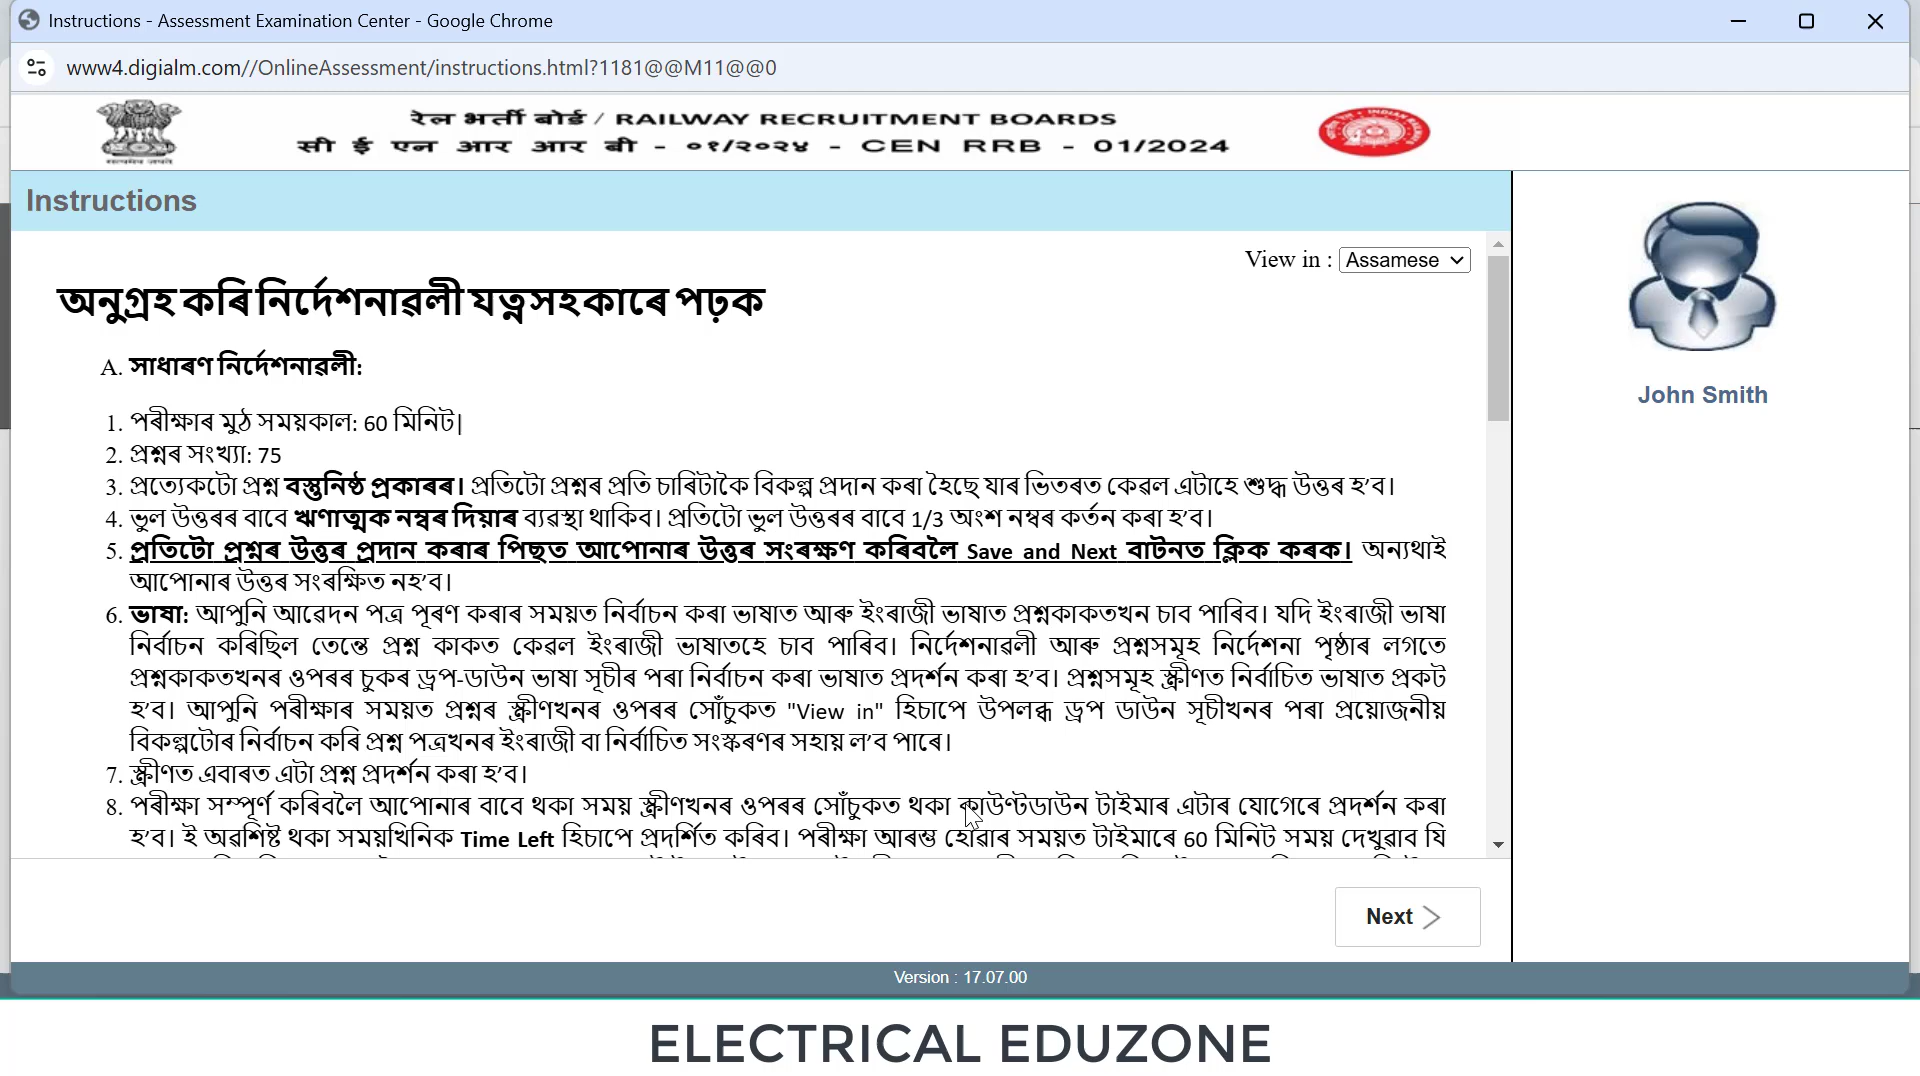 Instructions - Assessment Examination Center - Google Chrome
www4.digialm.com//OnlineAssessment/instructions.html?1181@@M11@@0
रेल भर्ती बोर्ड / RAILWAY RECRUITMENT BOARDS
सी ई एन आर आर बी - ०१/२०२४ - CEN RRB - 01/2024
Instructions
View in : Assamese
অনুগ্ৰহ কৰি নিৰ্দেশনাৱলী যত্নসহকাৰে পঢ়ক
A. সাধাৰণ নিৰ্দেশনাৱলী:
1. পৰীক্ষাৰ মুঠ সময়কাল: 60 মিনিট|
2. প্ৰশ্নৰ সংখ্যা: 75
3. প্ৰত্যেকটো প্ৰশ্ন বস্তুনিষ্ঠ প্ৰকাৰৰ। প্ৰতিটো প্ৰশ্নৰ প্ৰতি চাৰিটাকৈ বিকল্প প্ৰদান কৰা হৈছে যাৰ ভিতৰত কেৱল এটাহে শুদ্ধ উত্তৰ হ’ব।
4. ভুল উত্তৰৰ বাবে ঋণাত্মক নম্বৰ দিয়াৰ ব্যৱস্থা থাকিব। প্ৰতিটো ভুল উত্তৰৰ বাবে 1/3 অংশ নম্বৰ কৰ্তন কৰা হ’ব।
5. প্ৰতিটো প্ৰশ্নৰ উত্তৰ প্ৰদান কৰাৰ পিছত আপোনাৰ উত্তৰ সংৰক্ষণ কৰিবলৈ Save and Next বাটনত ক্লিক কৰক। অন্যথাই
আপোনাৰ উত্তৰ সংৰক্ষিত নহ’ব।
6. ভাষা: আপুনি আৱেদন পত্ৰ পূৰণ কৰাৰ সময়ত নিৰ্বাচন কৰা ভাষাত আৰু ইংৰাজী ভাষাত প্ৰশ্নকাকতখন চাব পাৰিব। যদি ইংৰাজী ভাষা
নিৰ্বাচন কৰিছিল তেন্তে প্ৰশ্ন কাকত কেৱল ইংৰাজী ভাষাতহে চাব পাৰিব। নিৰ্দেশনাৱলী আৰু প্ৰশ্নসমূহ নিৰ্দেশনা পৃষ্ঠাৰ লগতে
প্ৰশ্নকাকতখনৰ ওপৰৰ চুকৰ ড্ৰপ-ডাউন ভাষা সূচীৰ পৰা নিৰ্বাচন কৰা ভাষাত প্ৰদৰ্শন কৰা হ’ব। প্ৰশ্নসমূহ স্ক্ৰীণত নিৰ্বাচিত ভাষাত প্ৰকট
হ’ব। আপুনি পৰীক্ষাৰ সময়ত প্ৰশ্নৰ স্ক্ৰীণখনৰ ওপৰৰ সোঁচুকত "View in" হিচাপে উপলব্ধ ড্ৰপ ডাউন সূচীখনৰ পৰা প্ৰয়োজনীয়
বিকল্পটোৰ নিৰ্বাচন কৰি প্ৰশ্ন পত্ৰখনৰ ইংৰাজী বা নিৰ্বাচিত সংস্কৰণৰ সহায় ল’ব পাৰে।
7. স্ক্ৰীণত এবাৰত এটা প্ৰশ্ন প্ৰদৰ্শন কৰা হ’ব।
8. পৰীক্ষা সম্পূৰ্ণ কৰিবলৈ আপোনাৰ বাবে থকা সময় স্ক্ৰীণখনৰ ওপৰৰ সোঁচুকত থকা কাউণ্টডাউন টাইমাৰ এটাৰ যোগেৰে প্ৰদৰ্শন কৰা
হ’ব। ই অৱশিষ্ট থকা সময়খিনিক Time Left হিচাপে প্ৰদৰ্শিত কৰিব। পৰীক্ষা আৰম্ভ হোৱাৰ সময়ত টাইমাৰে 60 মিনিট সময় দেখুৱাব যি
John Smith
Next
Version : 17.07.00
ELECTRICAL EDUZONE